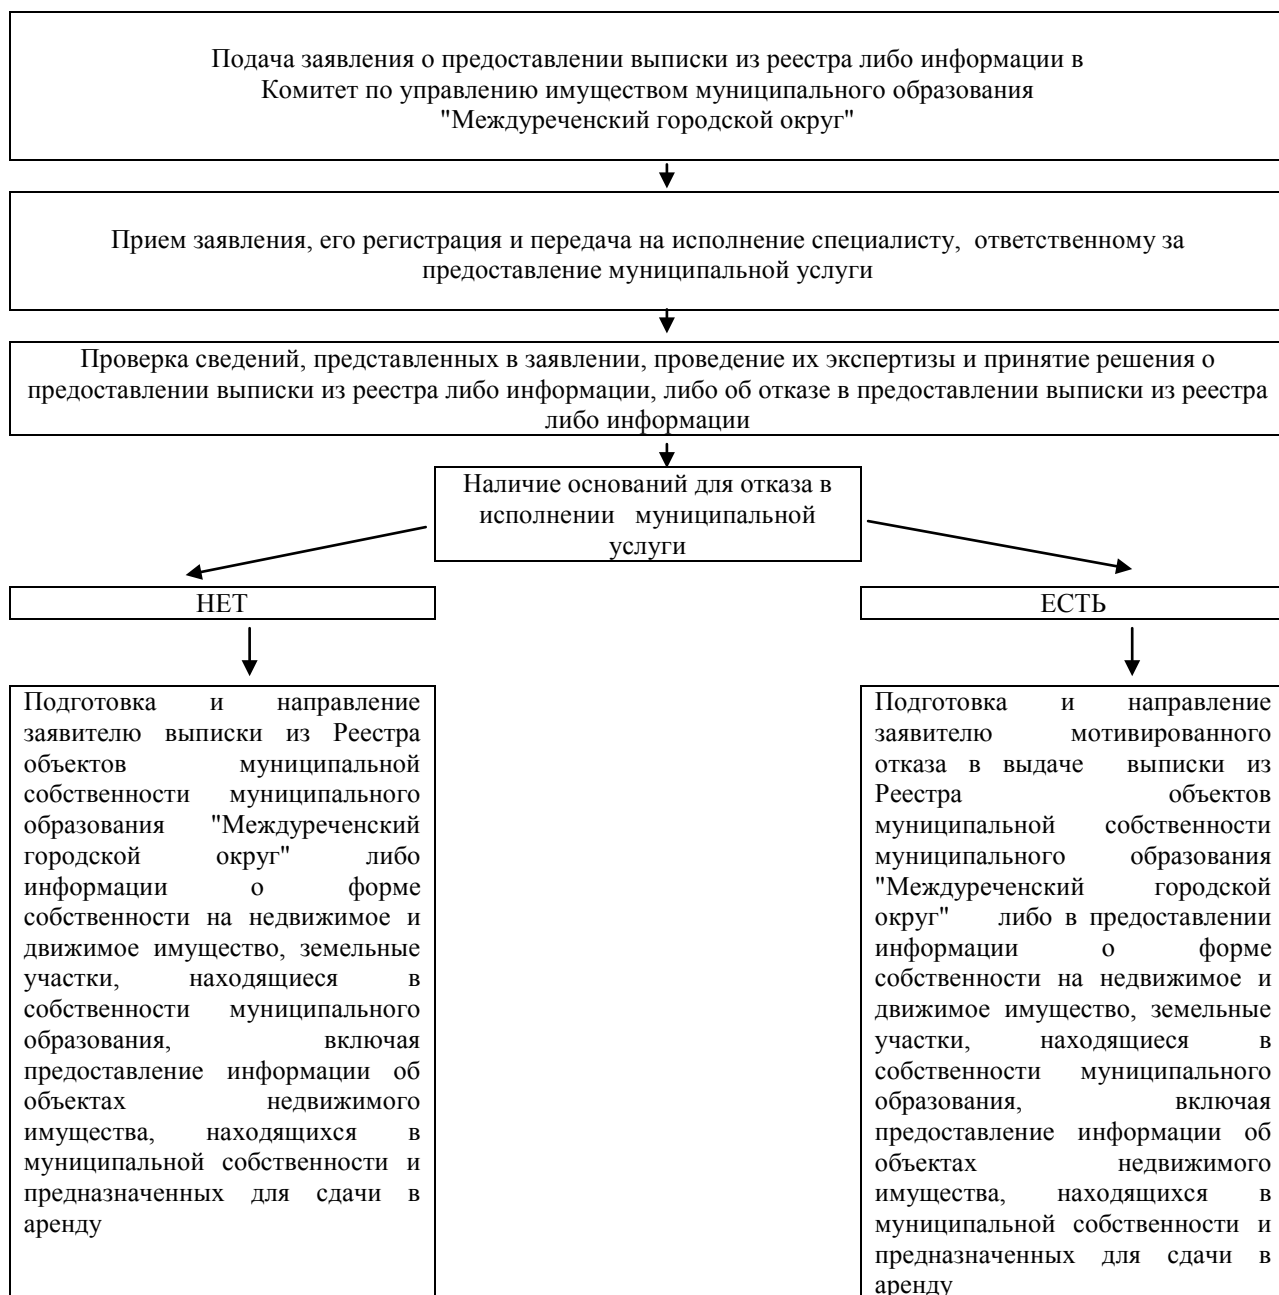 Подача заявления о предоставлении выписки из реестра либо информации в
Комитет по управлению имуществом муниципального образования
"Междуреченский городской округ"
Прием заявления, его регистрация и передача на исполнение специалисту, ответственному за
предоставление муниципальной услуги
Проверка сведений, представленных в заявлении, проведение их экспертизы и принятие решения о
предоставлении выписки из реестра либо информации, либо об отказе в предоставлении выписки из реестра
либо информации
Наличие оснований для отказа в
исполнении муниципальной
услуги
НЕТ
ЕСТЬ
Подготовка и направление
заявителю выписки из Реестра
объектов муниципальной
собственности муниципального
образования "Междуреченский
городской округ" либо
информации о форме
собственности на недвижимое и
движимое имущество, земельные
участки, находящиеся в
собственности муниципального
образования, включая
предоставление информации об
объектах недвижимого
имущества, находящихся в
муниципальной собственности и
предназначенных для сдачи в
аренду
Подготовка и направление
заявителю мотивированного
отказа в выдаче выписки из
Реестра объектов
муниципальной собственности
муниципального образования
"Междуреченский городской
округ" либо в предоставлении
информации о форме
собственности на недвижимое и
движимое имущество, земельные
участки, находящиеся в
собственности муниципального
образования, включая
предоставление информации об
объектах недвижимого
имущества, находящихся в
муниципальной собственности и
предназначенных для сдачи в
аренду